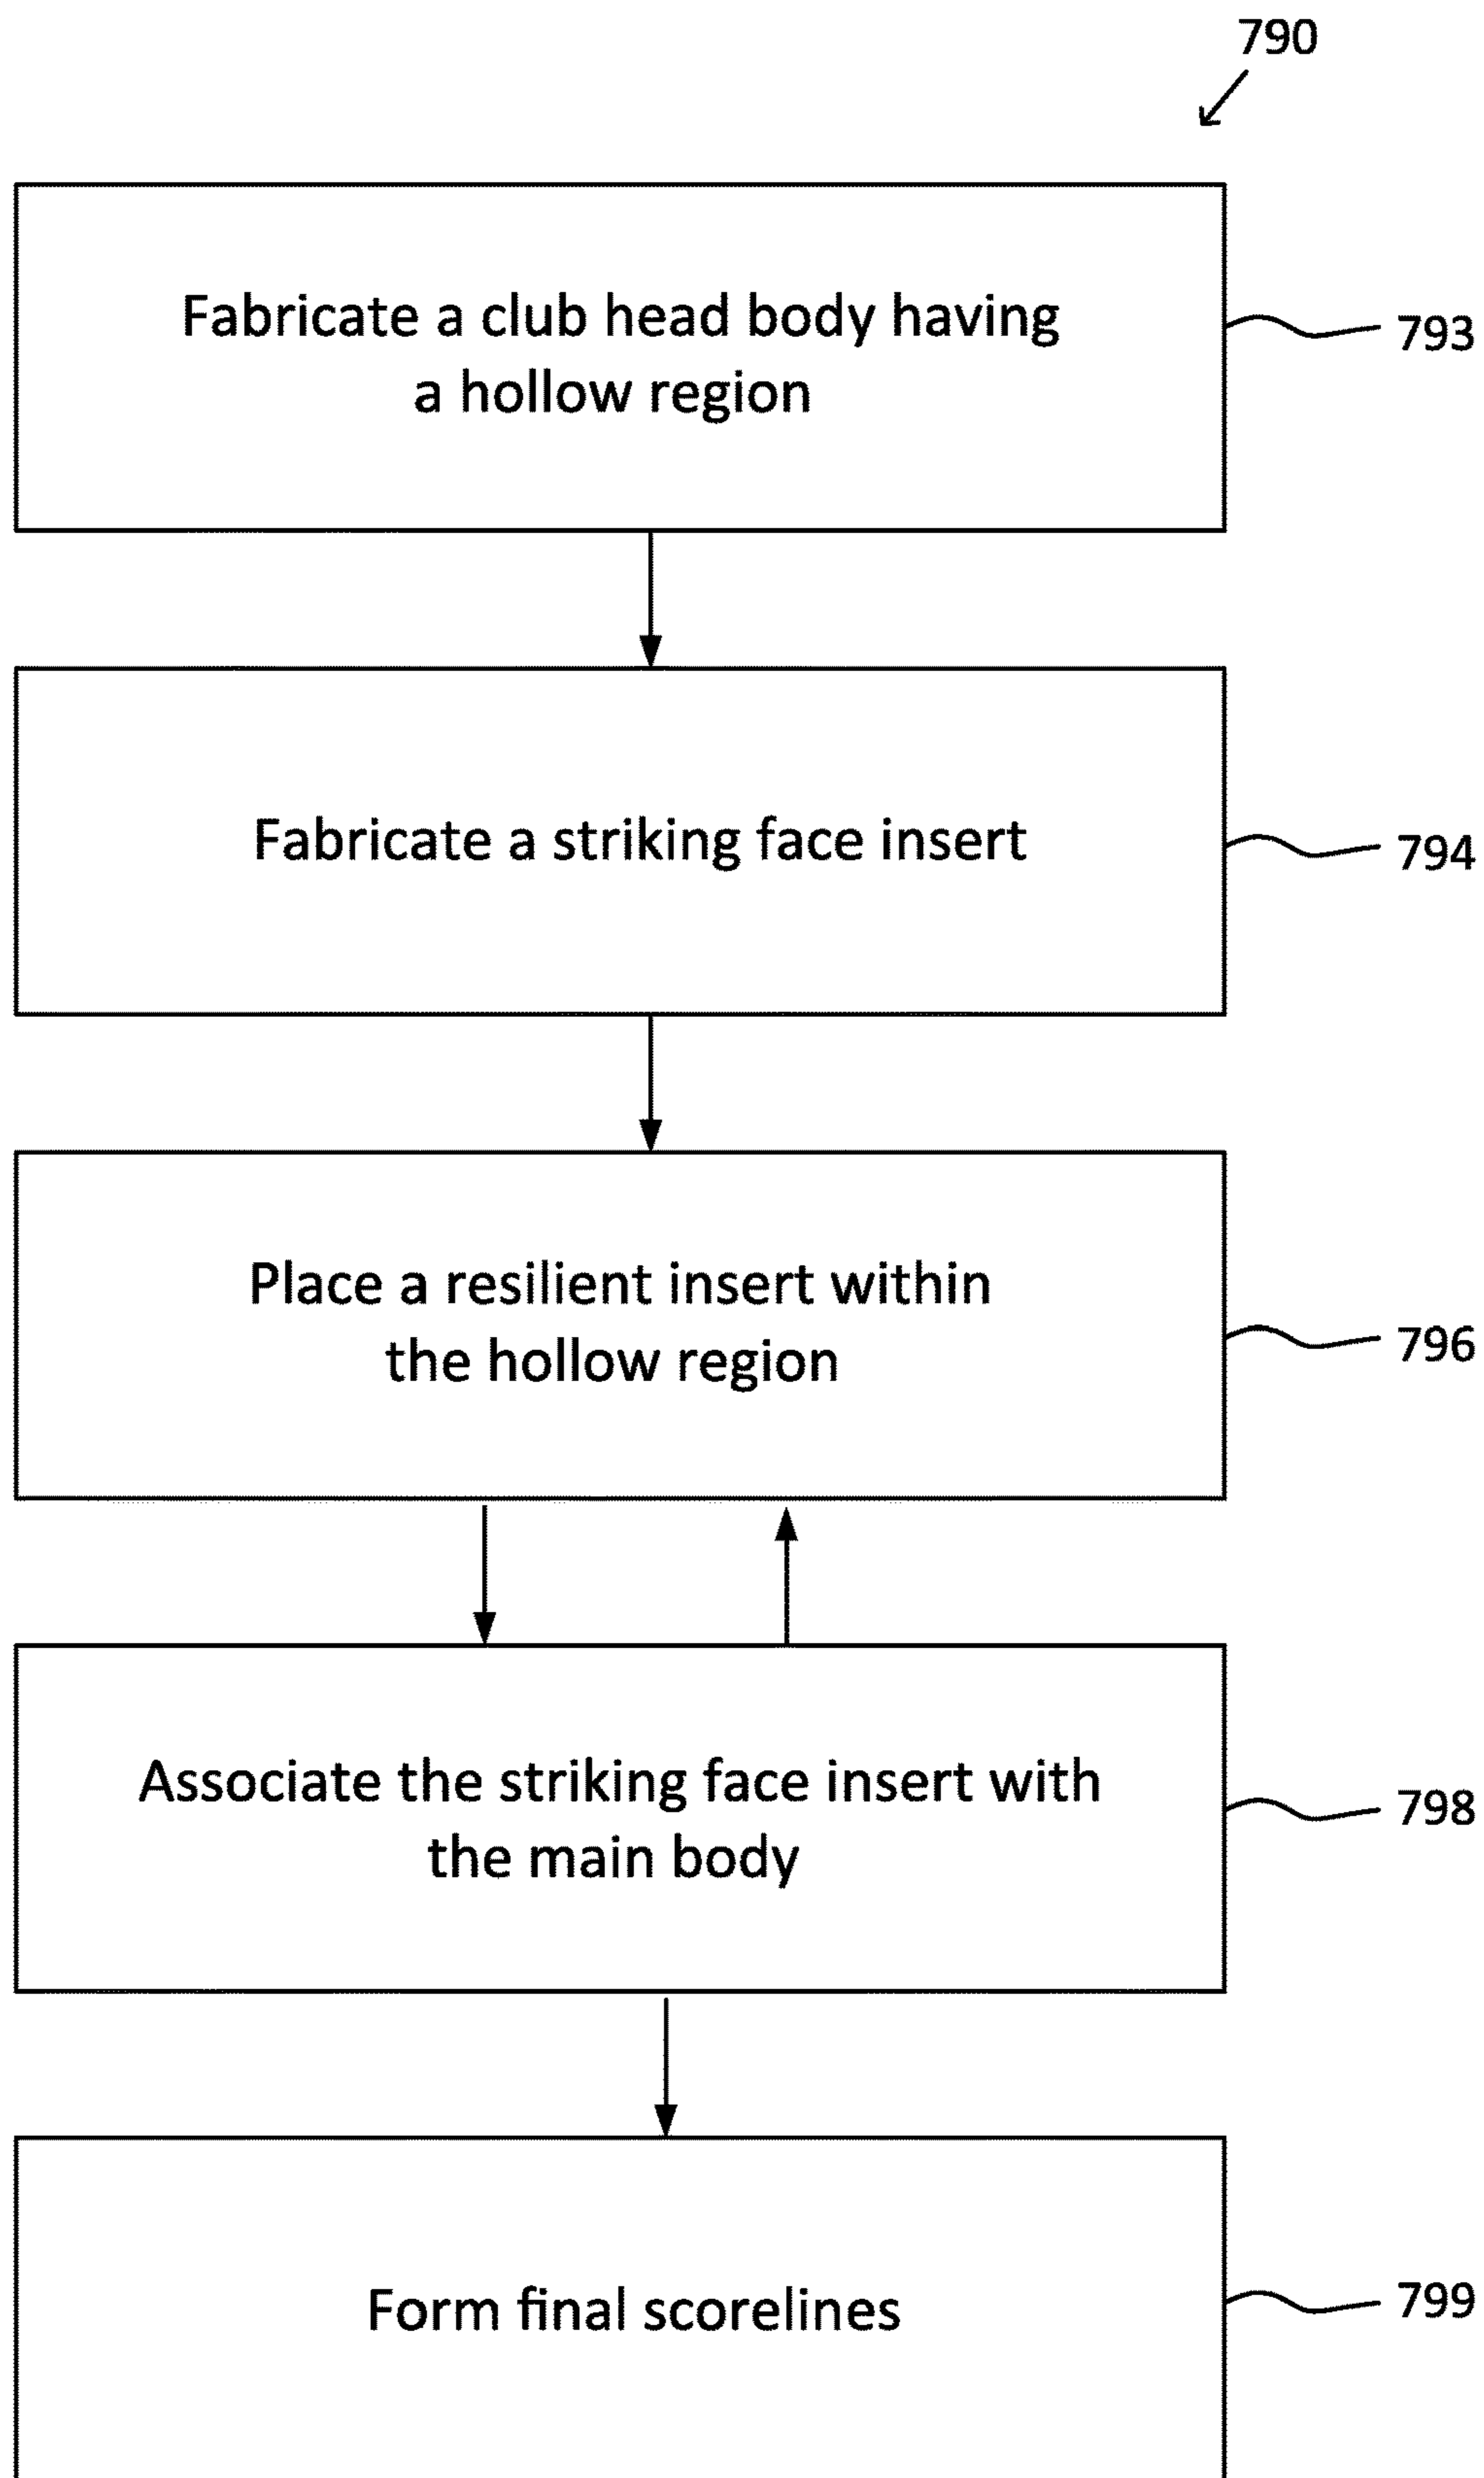 790
Fabricate a club head body having
a hollow region
793
Fabricate a striking face insert
794
Place a resilient insert within
the hollow region
796
Associate the striking face insert with
the main body
798
Form final scorelines
799